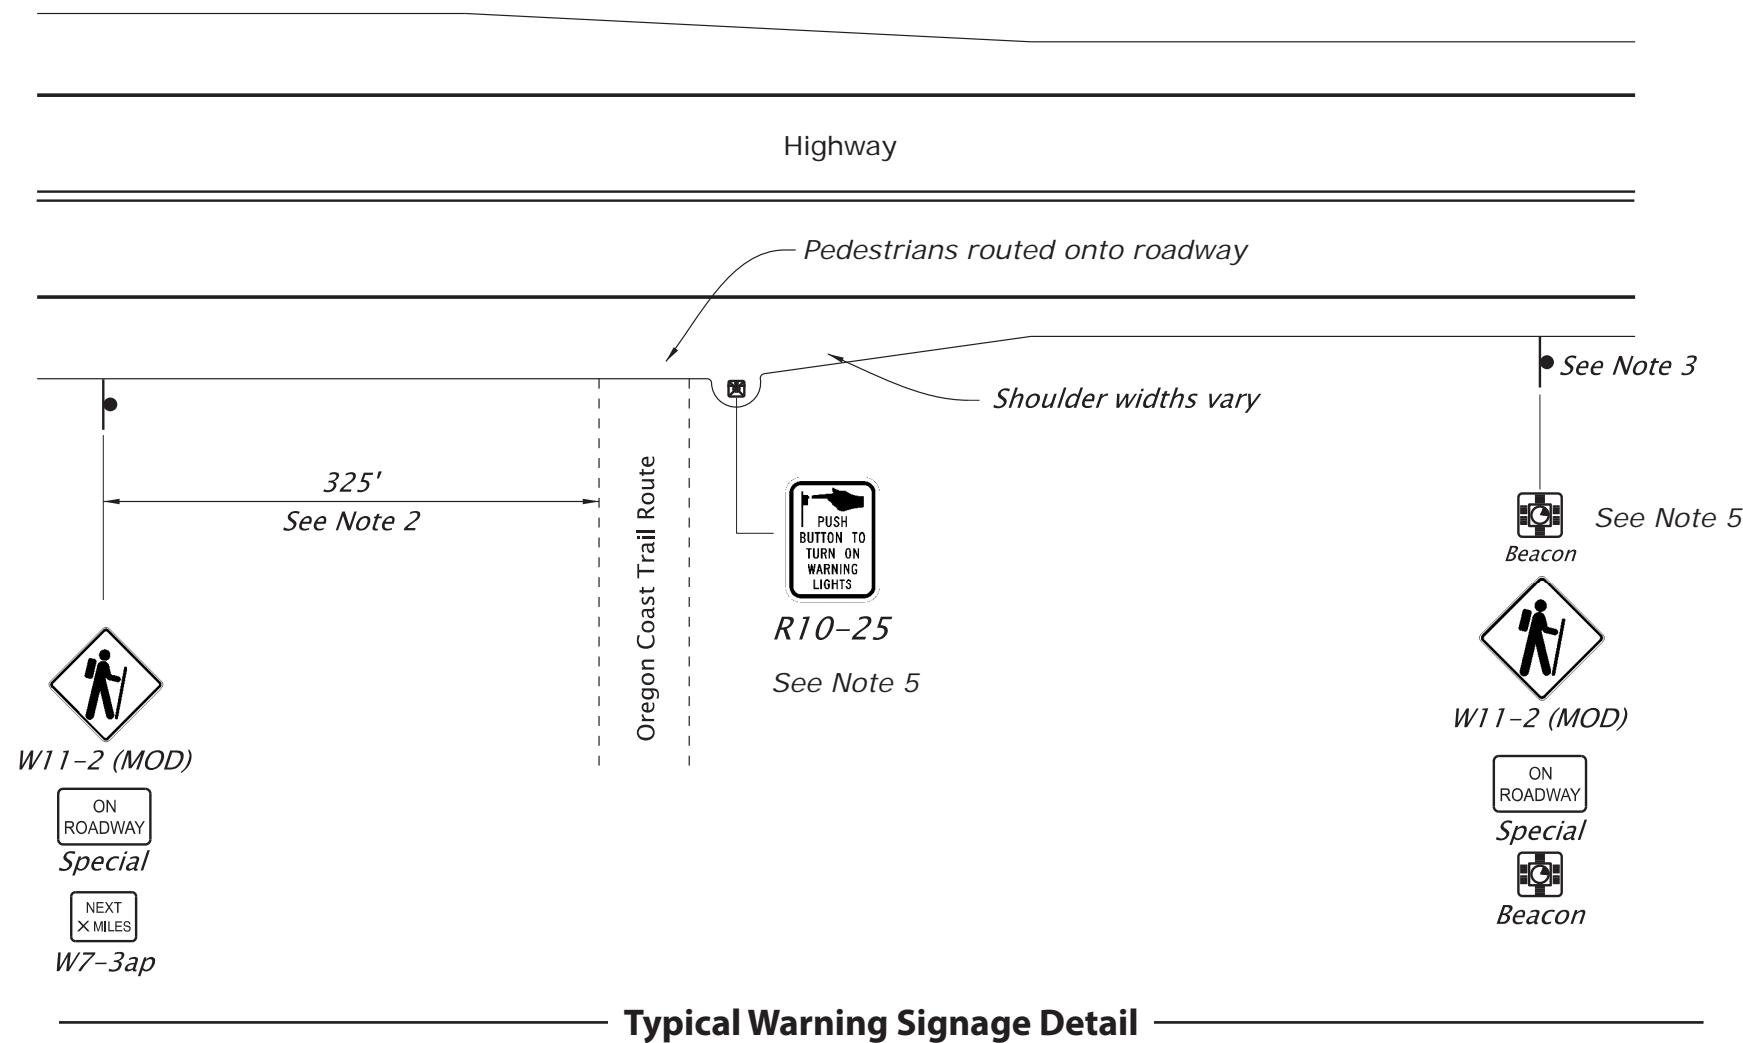 Highway
Pedestrians routed onto roadway
See Note 3
Shoulder widths vary
325'
See Note 2
Oregon Coast Trail Route
PUSH
BUTTON TO
TURN ON
WARNING
LIGHTS
R10-25
See Note 5
See Note 5
Beacon
W11-2 (MOD)
ON
ROADWAY
Special
Beacon
W11-2 (MOD)
ON
ROADWAY
Special
NEXT
X MILES
W7-3ap
Typical Warning Signage Detail